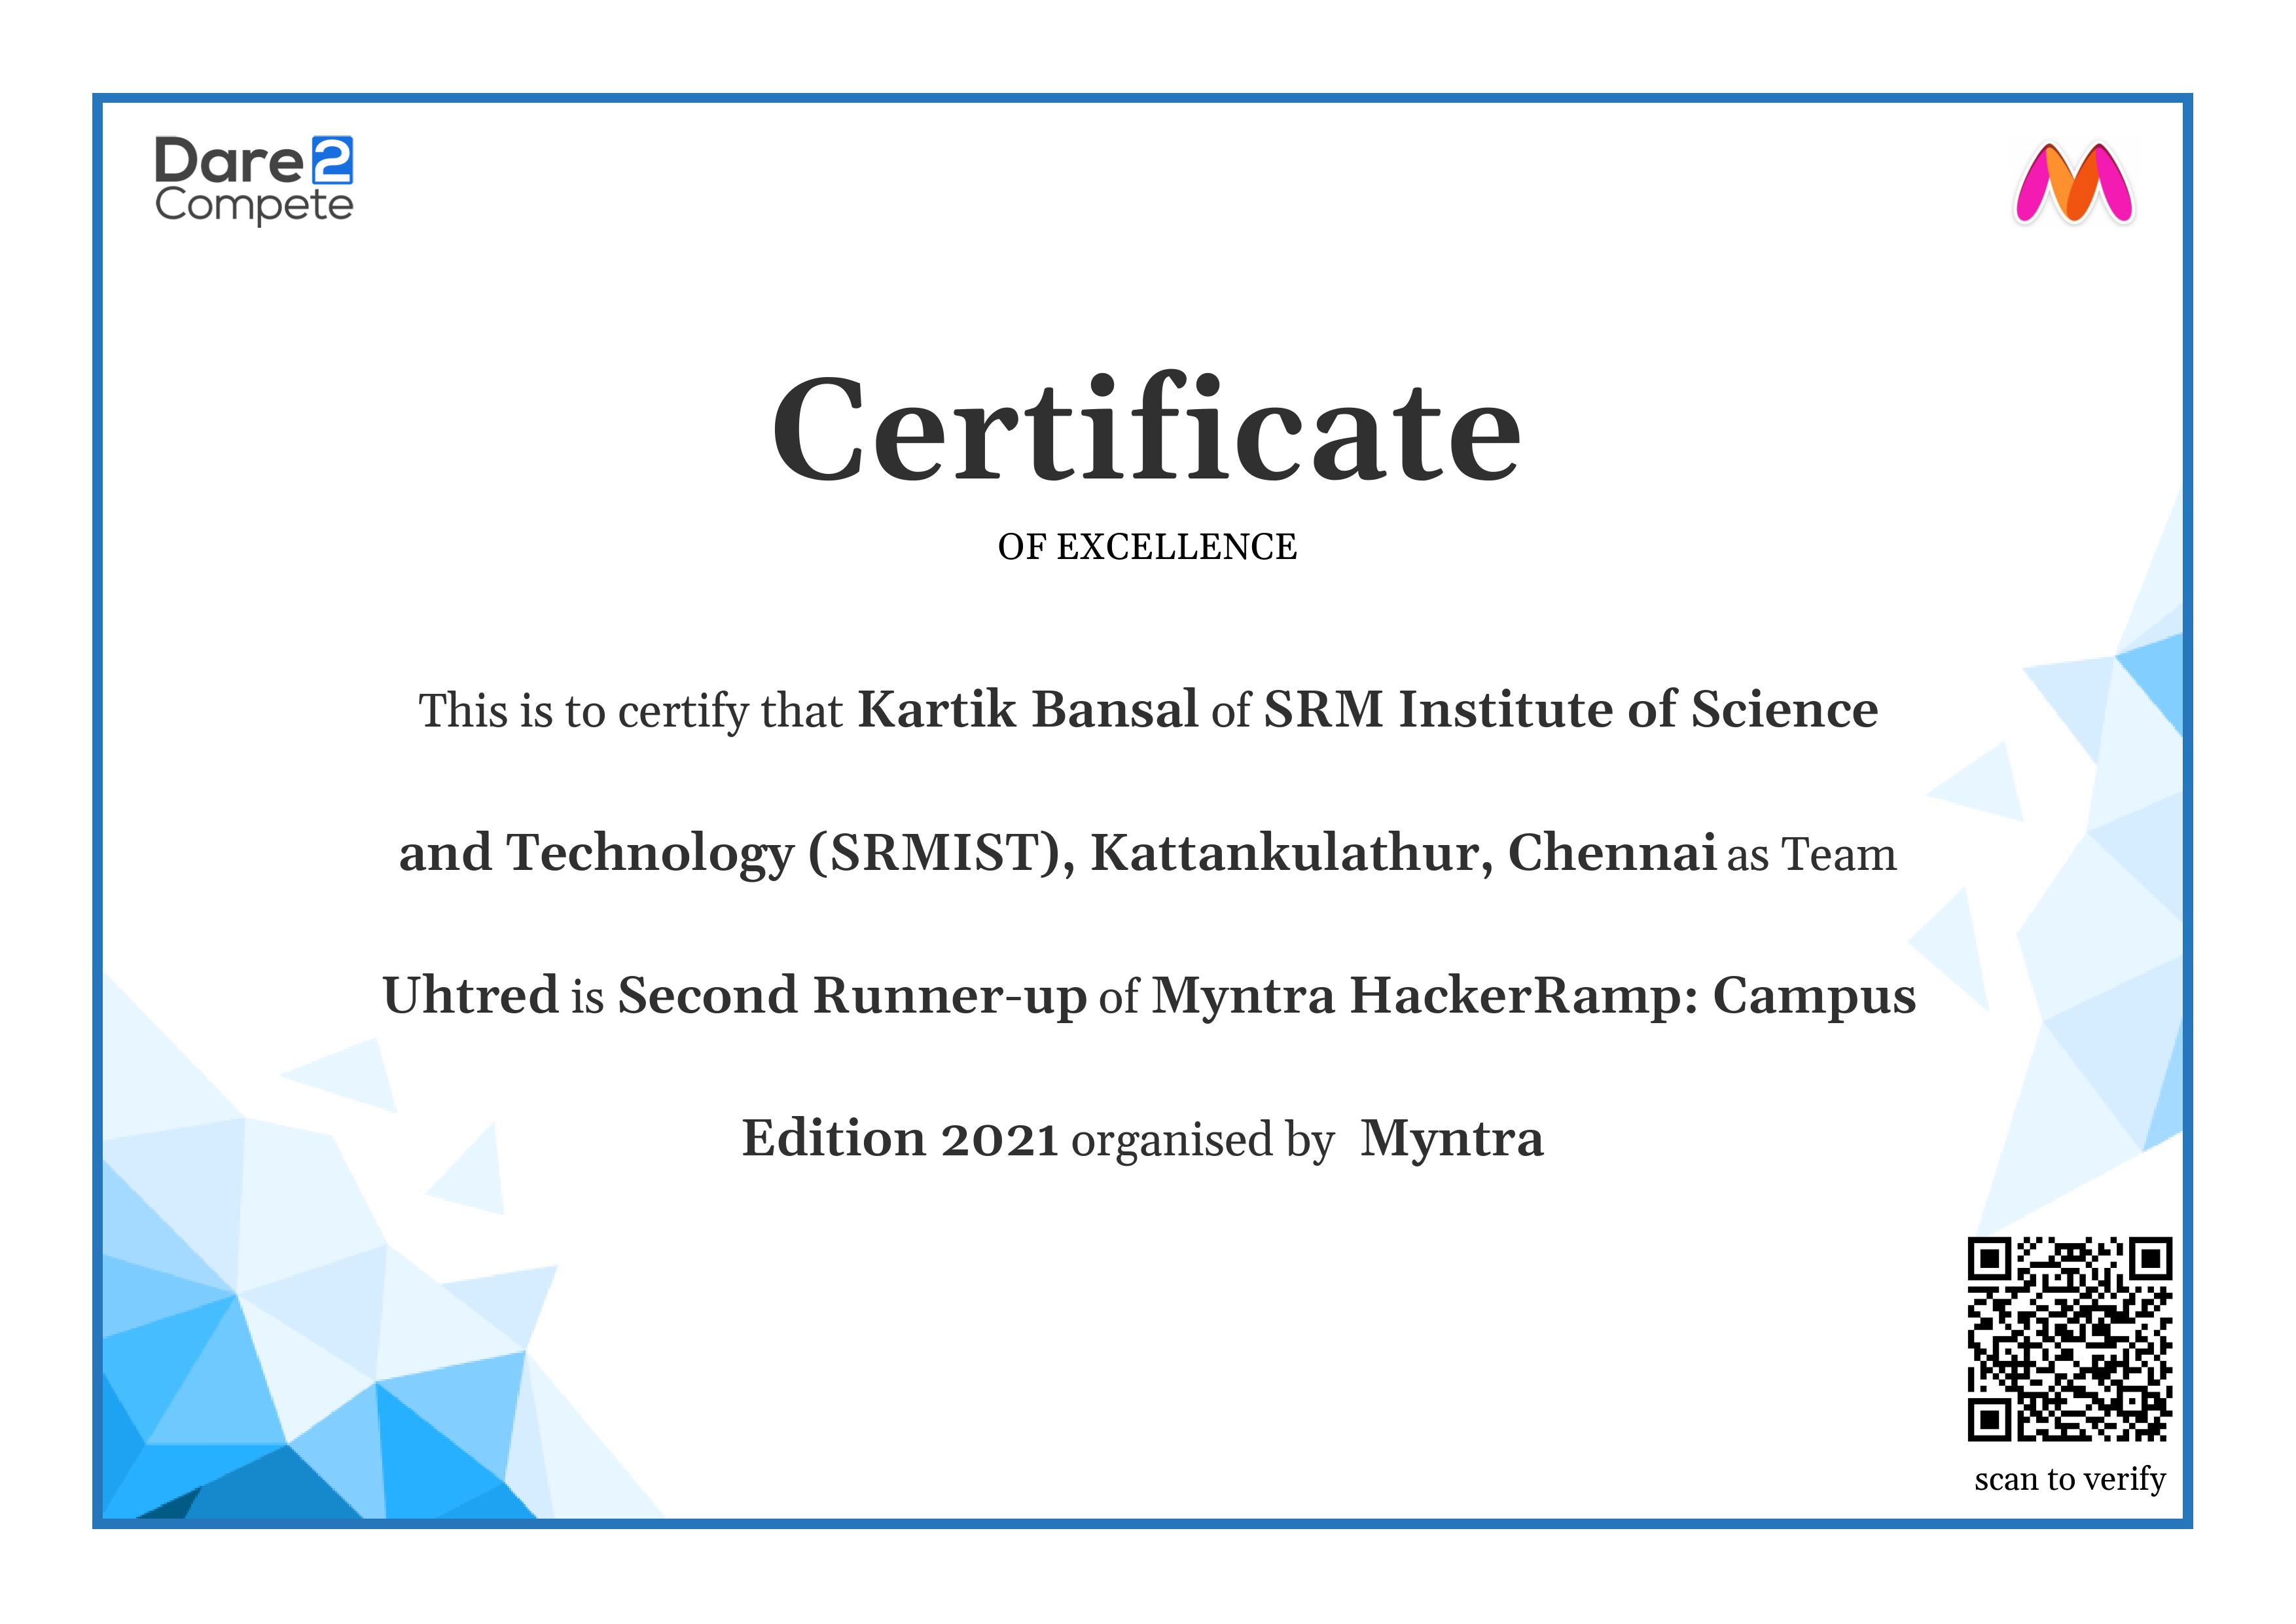 Dare2
Compete
Certificate
OF EXCELLENCE
This is to certify that Kartik Bansal of SRM Institute of Science
and Technology (SRMIST), Kattankulathur, Chennai as Team
Uhtred is Second Runner-up of Myntra HackerRamp: Campus
Edition 2021 organised by Myntra
scan to verify